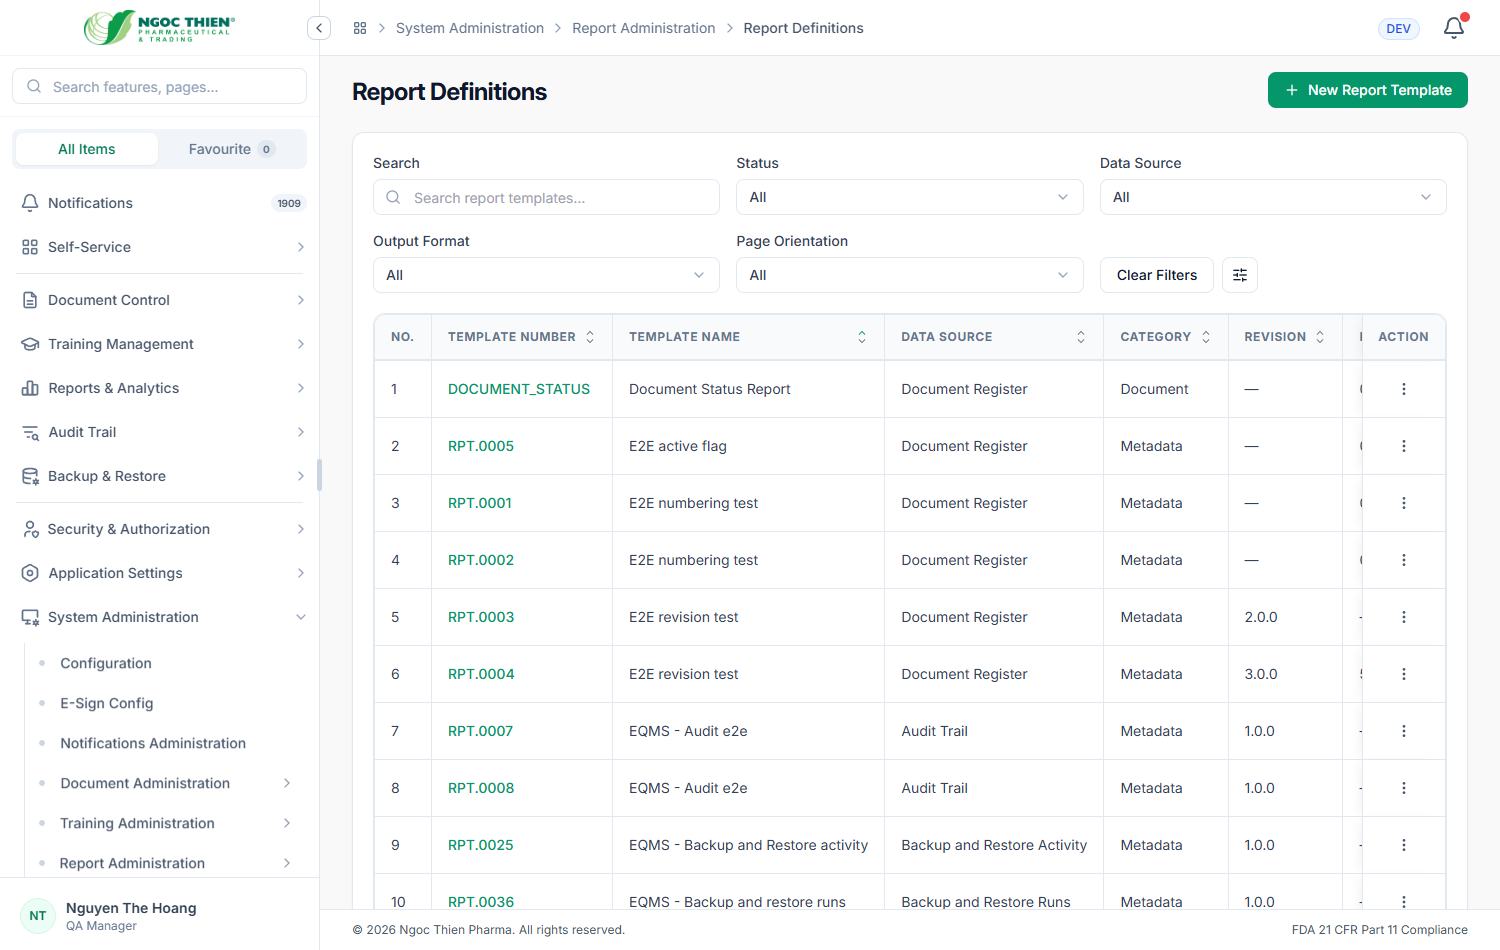 NGOC THIEN®
PHARMACEUTICAL
& TRADING
System Administration
Report Administration
Report Definitions
DEV
Search features, pages...
All Items
Favourite 0
Notifications 1909
Self-Service
Document Control
Training Management
Reports & Analytics
Audit Trail
Backup & Restore
Security & Authorization
Application Settings
System Administration
Configuration
E-Sign Config
Notifications Administration
Document Administration
Training Administration
Report Administration
NT
Nguyen The Hoang
QA Manager
Report Definitions
+ New Report Template
Search
Status
Data Source
Search report templates...
All
All
Output Format
Page Orientation
All
All
Clear Filters
NO. TEMPLATE NUMBER TEMPLATE NAME DATA SOURCE CATEGORY REVISION ACTION
1 DOCUMENT_STATUS Document Status Report Document Register Document —
2 RPT.0005 E2E active flag Document Register Metadata —
3 RPT.0001 E2E numbering test Document Register Metadata —
4 RPT.0002 E2E numbering test Document Register Metadata —
5 RPT.0003 E2E revision test Document Register Metadata 2.0.0
6 RPT.0004 E2E revision test Document Register Metadata 3.0.0
7 RPT.0007 EQMS - Audit e2e Audit Trail Metadata 1.0.0
8 RPT.0008 EQMS - Audit e2e Audit Trail Metadata 1.0.0
9 RPT.0025 EQMS - Backup and Restore activity Backup and Restore Activity Metadata 1.0.0
10 RPT.0036 EQMS - Backup and restore runs Backup and Restore Runs Metadata 1.0.0
© 2026 Ngoc Thien Pharma. All rights reserved.
FDA 21 CFR Part 11 Compliance